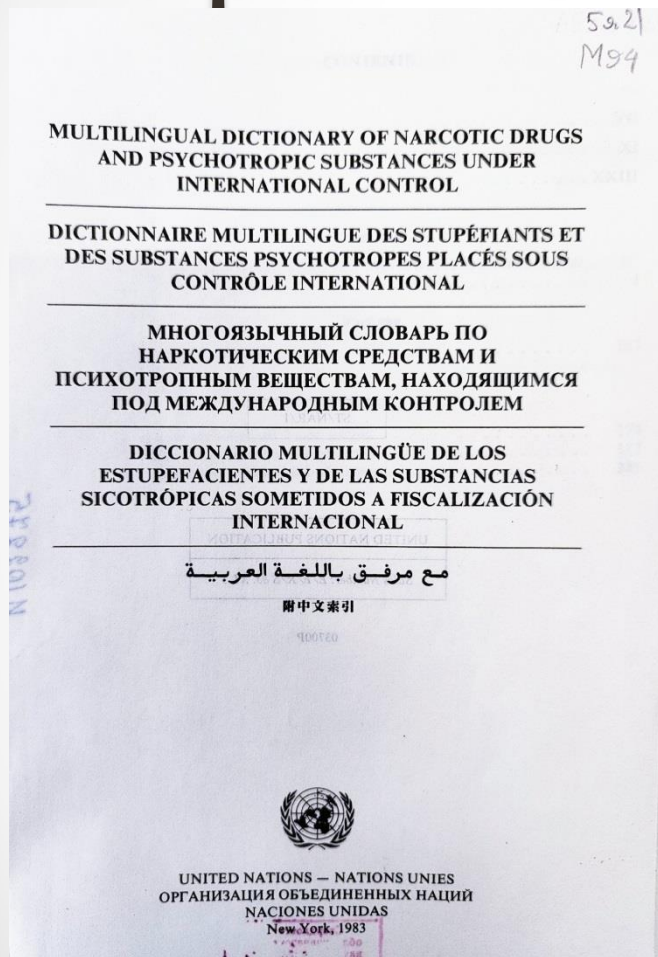 5я21
М94
MULTILINGUAL DICTIONARY OF NARCOTIC DRUGS
AND PSYCHOTROPIC SUBSTANCES UNDER
INTERNATIONAL CONTROL
DICTIONNAIRE MULTILINGUE DES STUPÉFIANTS ET
DES SUBSTANCES PSYCHOTROPES PLACÉS SOUS
CONTRÔLE INTERNATIONAL
МНОГОЯЗЫЧНЫЙ СЛОВАРЬ ПО
НАРКОТИЧЕСКИМ СРЕДСТВАМ И
ПСИХОТРОПНЫМ ВЕЩЕСТВАМ, НАХОДЯЩИМСЯ
ПОД МЕЖДУНАРОДНЫМ КОНТРОЛЕМ
DICCIONARIO MULTILINGÜE DE LOS
ESTUPEFACIENTES Y DE LAS SUBSTANCIAS
SICOTRÓPICAS SOMETIDOS A FISCALIZACIÓN
INTERNACIONAL
مع مرفق باللغة العربية
附中文索引
UNITED NATIONS — NATIONS UNIES
ОРГАНИЗАЦИЯ ОБЪЕДИНЕННЫХ НАЦИЙ
NACIONES UNIDAS
New York, 1983